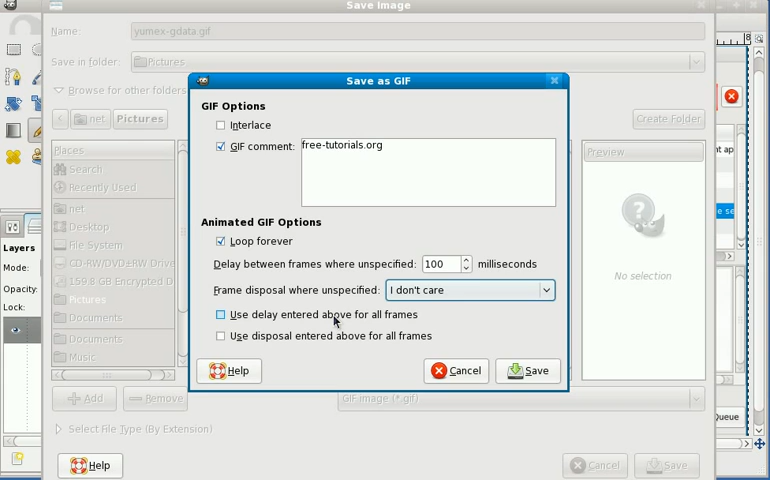 Save Image
Name:
yumex-gdata.gif
Save in folder:
Pictures
Browse for other folders
net
Pictures
Create Folder
Places
Search
Recently Used
net
Desktop
File System
CD-RW/DVD±RW Drive
159.8 GB Encrypted D
Pictures
Documents
Documents
Music
Add
Remove
Preview
No selection
GIF image (*.gif)
Select File Type (By Extension)
Help
Cancel
Save
Save as GIF
GIF Options
Interlace
GIF comment:
free-tutorials.org
Animated GIF Options
Loop forever
Delay between frames where unspecified: 100 milliseconds
Frame disposal where unspecified: I don't care
Use delay entered above for all frames
Use disposal entered above for all frames
Help
Cancel
Save
Layers
Mode:
Opacity:
Lock:
Queue